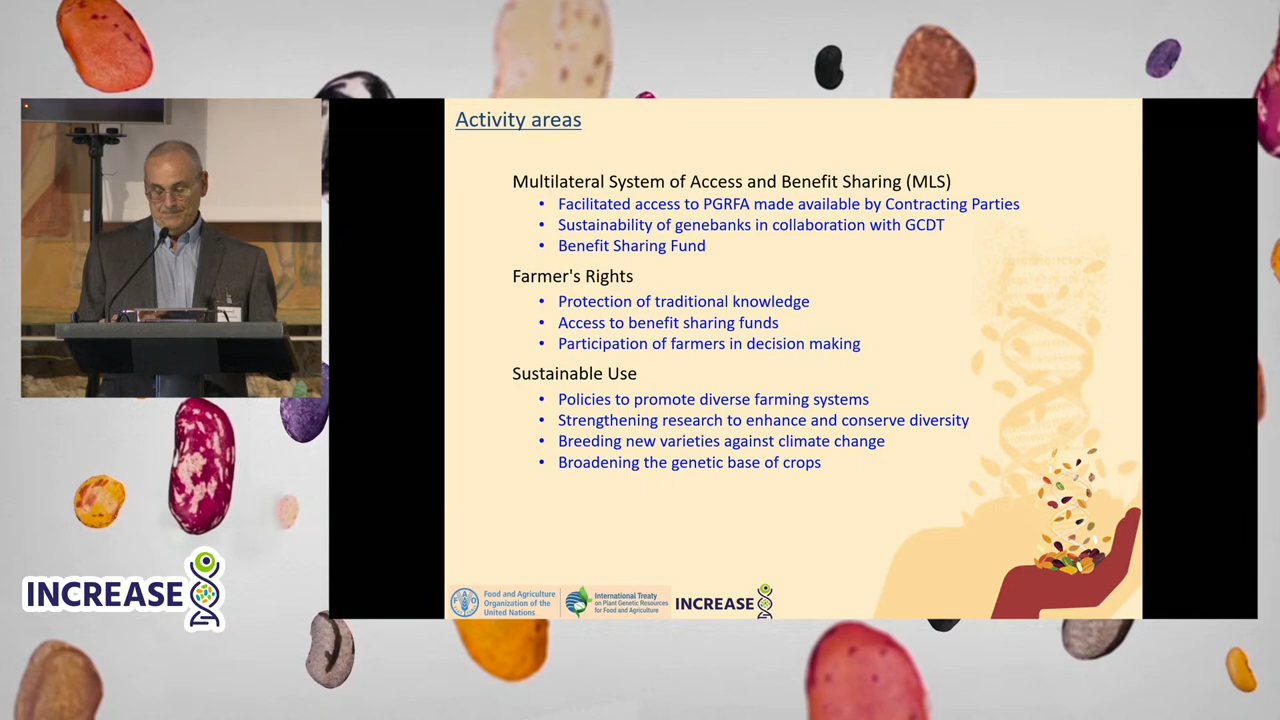 Activity areas
Multilateral System of Access and Benefit Sharing (MLS)
• Facilitated access to PGRFA made available by Contracting Parties
• Sustainability of genebanks in collaboration with GCDT
• Benefit Sharing Fund
Farmer's Rights
• Protection of traditional knowledge
• Access to benefit sharing funds
• Participation of farmers in decision making
Sustainable Use
• Policies to promote diverse farming systems
• Strengthening research to enhance and conserve diversity
• Breeding new varieties against climate change
• Broadening the genetic base of crops
INCREASE
FAO
Food and Agriculture
Organization of the
United Nations
International Treaty
on Plant Genetic Resources
for Food and Agriculture
INCREASE